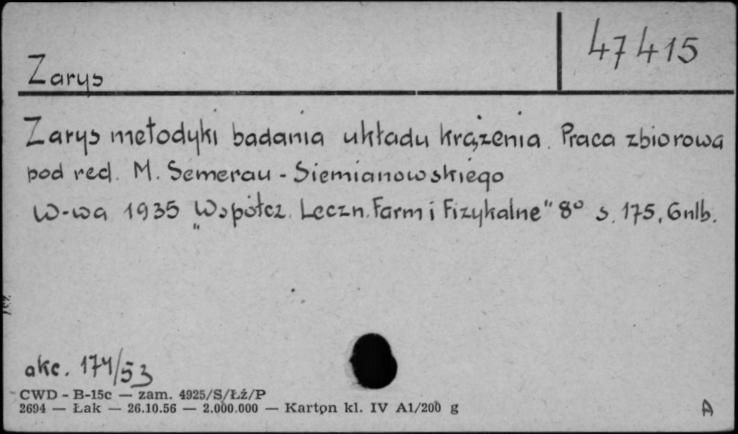 47415
Zarys
Zarys metodyki badania układu krążenia. Praca zbiorowa
pod red. M. Semerau-Siemianowskiego
W-wa 1935 „Współcz. Leczn. Farm i Fizykalne" 8° s. 175, 6nlb.
akc. 174/53
CWD - B-15c — zam. 4925/S/Łż/P
2694 — Łak — 26.10.56 — 2.000.000 — Karton kl. IV A1/200 g
A